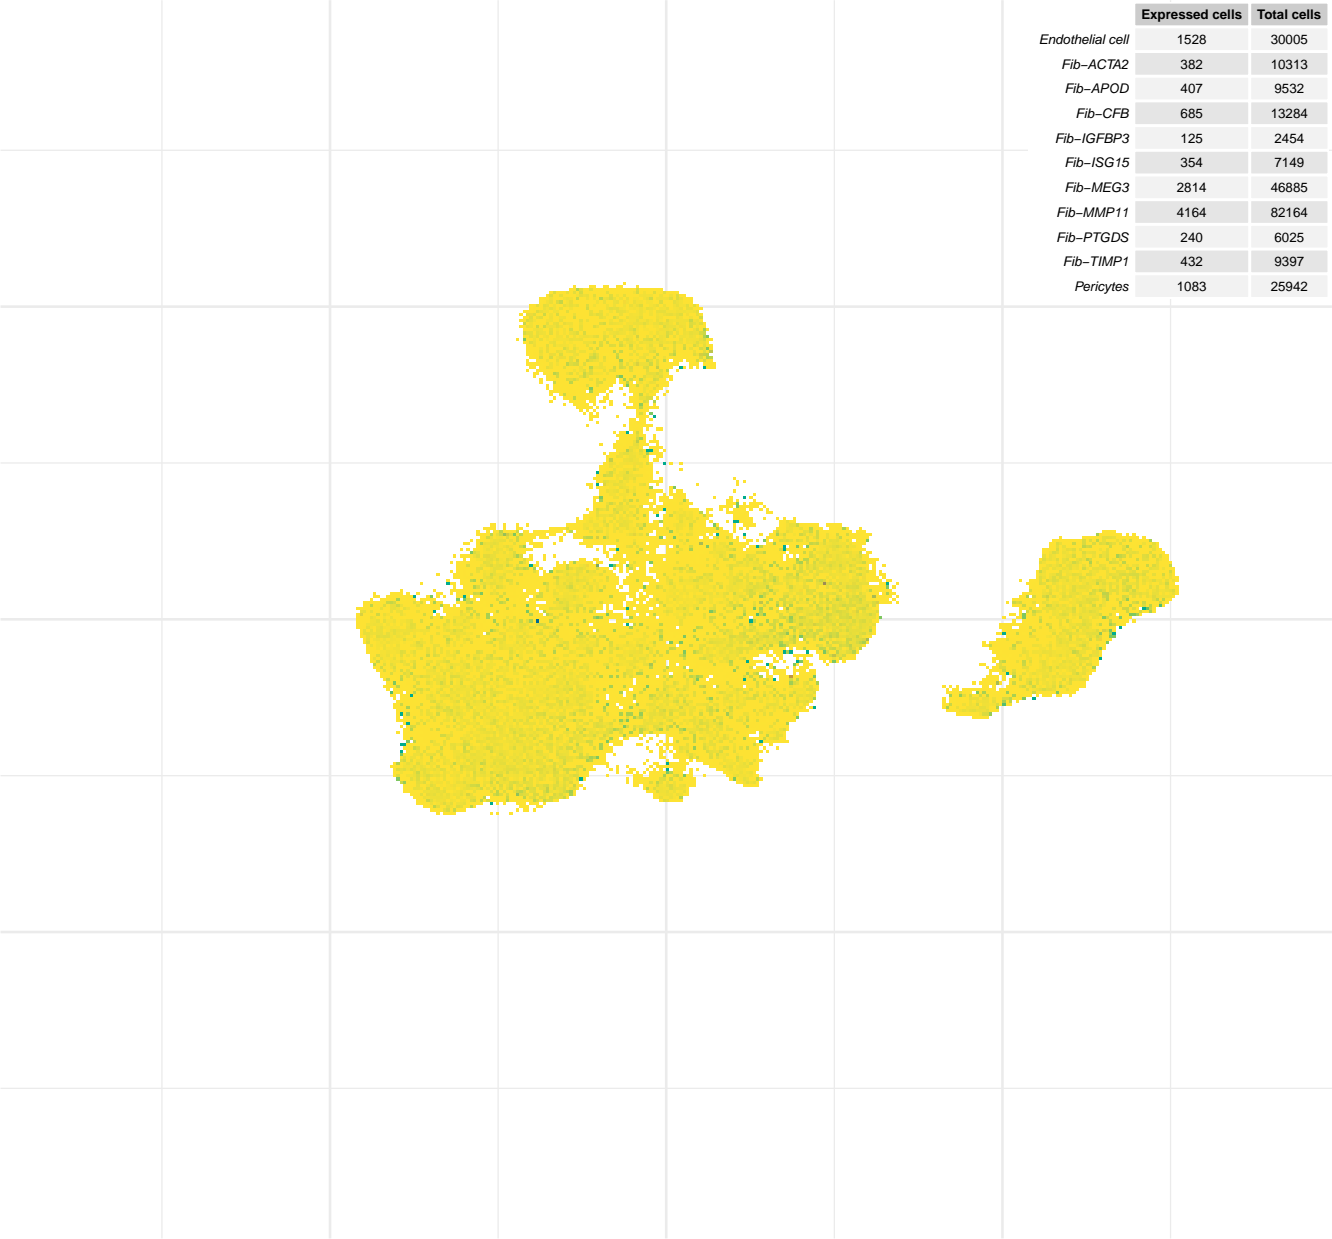 Expressed cells Total cells
Endothelial cell 1528 30005
Fib−ACTA2 382 10313
Fib−APOD 407 9532
Fib−CFB 685 13284
Fib−IGFBP3 125 2454
Fib−ISG15 354 7149
Fib−MEG3 2814 46885
Fib−MMP11 4164 82164
Fib−PTGDS 240 6025
Fib−TIMP1 432 9397
Pericytes 1083 25942